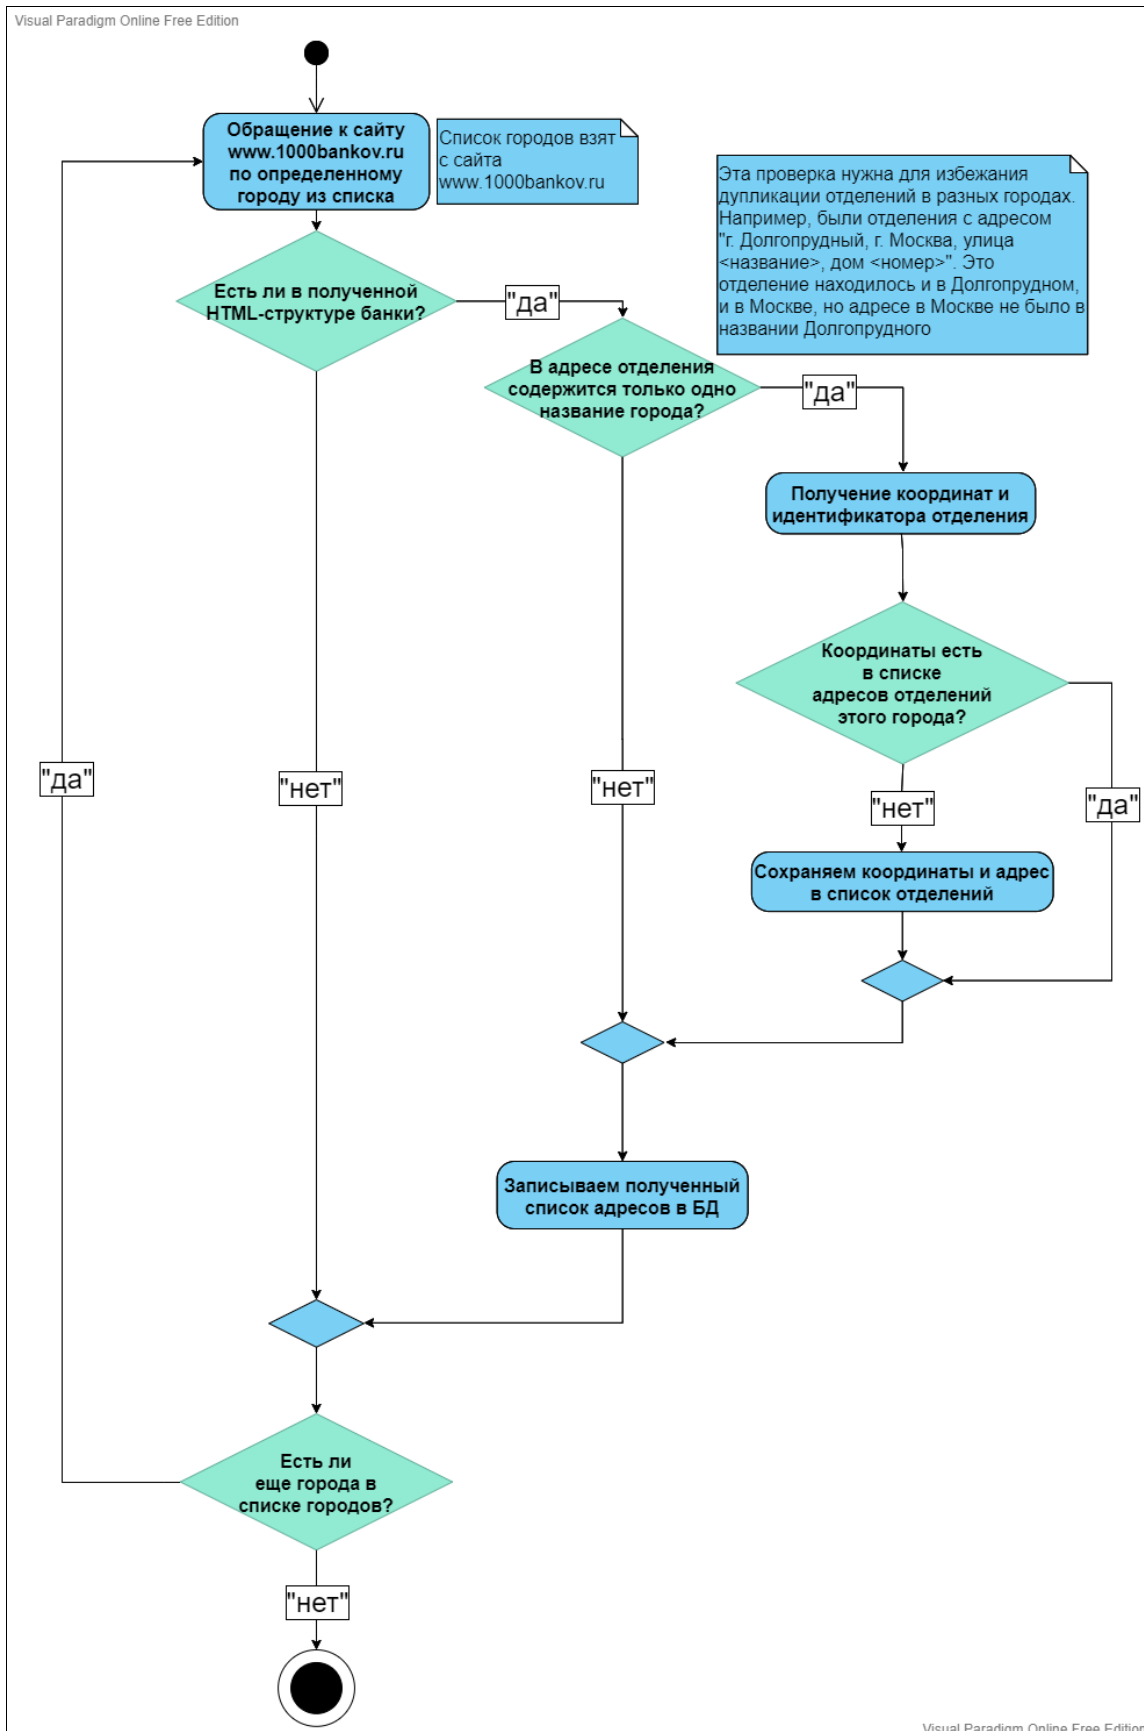 Visual Paradigm Online Free Edition
Обращение к сайту
www.1000bankov.ru
по определенному
городу из списка
Список городов взят
с сайта
www.1000bankov.ru
Эта проверка нужна для избежания
дупликации отделений в разных городах.
Например, были отделения с адресом
"г. Долгопрудный, г. Москва, улица
<название>, дом <номер>". Это
отделение находилось и в Долгопрудном,
и в Москве, но адресе в Москве не было в
названии Долгопрудного
Есть ли в полученной
HTML-структуре банки?
"да"
В адресе отделения
содержится только одно
название города?
"да"
Получение координат и
идентификатора отделения
Координаты есть
в списке
адресов отделений
этого города?
"да"
"нет"
"нет"
"нет"
"да"
Сохраняем координаты и адрес
в список отделений
Записываем полученный
список адресов в БД
Есть ли
еще города в
списке городов?
"нет"
Visual Paradigm Online Free Edition